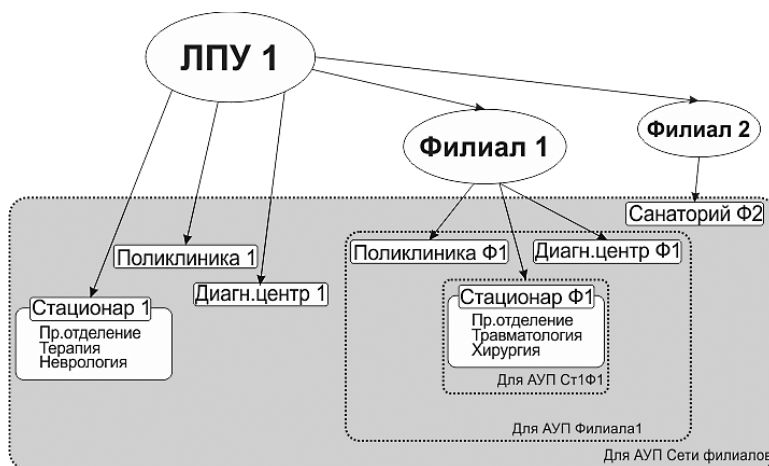 ЛПУ 1
Филиал 1
Филиал 2
Санаторий Ф2
Поликлиника 1
Поликлиника Ф1
Диагн.центр Ф1
Диагн.центр 1
Стационар 1
Пр.отделение
Терапия
Неврология
Стационар Ф1
Пр.отделение
Травматология
Хирургия
Для АУП Ст1Ф1
Для АУП Филиала1
Для АУП Сети филиалов